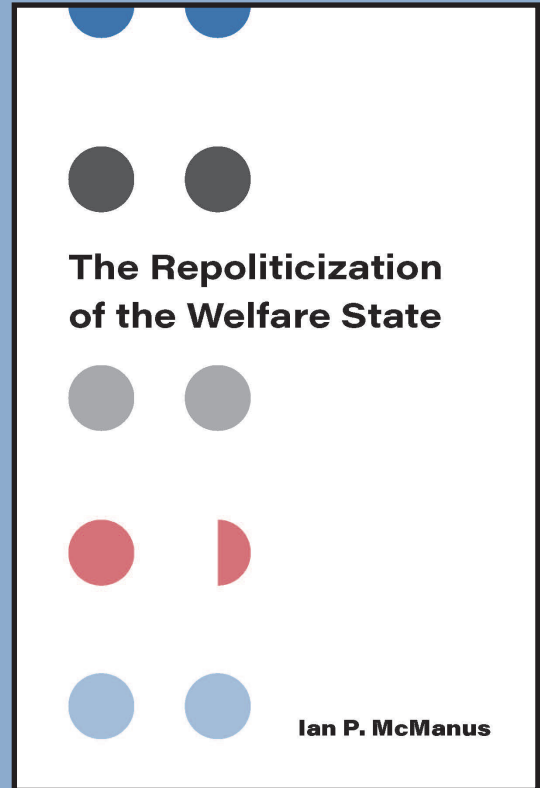 The Repoliticization
of the Welfare State
Ian P. McManus